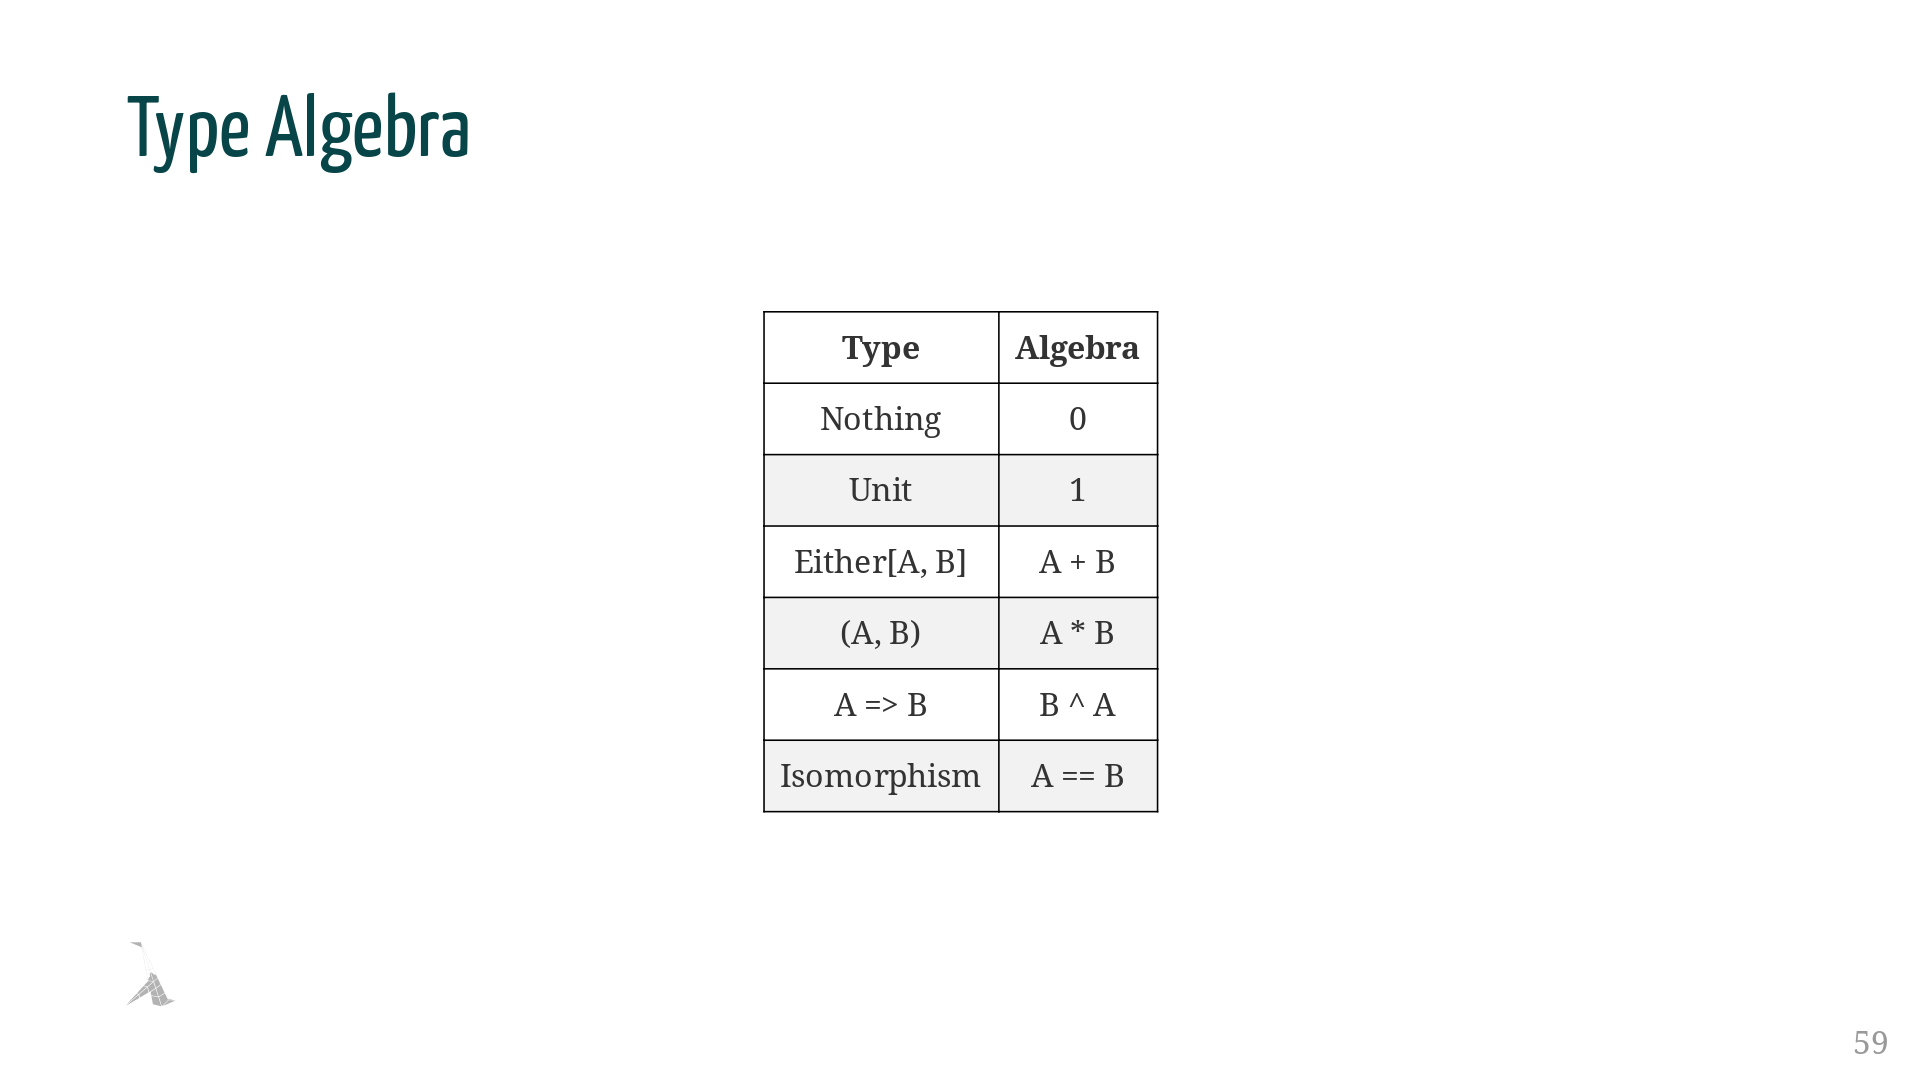 Type Algebra
Type Algebra
Nothing 0
Unit 1
Either[A, B] A + B
(A, B) A * B
A => B B ^ A
Isomorphism A == B
59